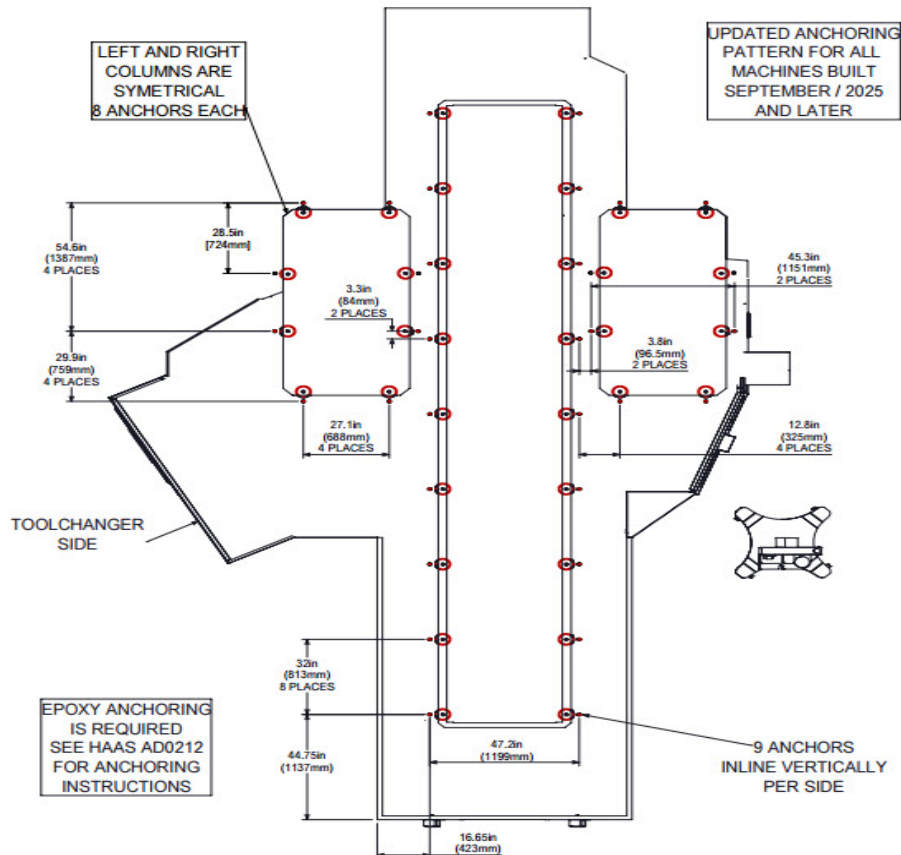 LEFT AND RIGHT
COLUMNS ARE
SYMETRICAL
8 ANCHORS EACH
UPDATED ANCHORING
PATTERN FOR ALL
MACHINES BUILT
SEPTEMBER / 2025
AND LATER
54.6in
(1387mm)
4 PLACES
28.5in
[724mm]
3.3in
(84mm)
2 PLACES
45.3in
(1151mm)
2 PLACES
29.9in
(759mm)
4 PLACES
3.8in
(96.5mm)
2 PLACES
27.1in
(688mm)
4 PLACES
12.8in
(325mm)
4 PLACES
TOOLCHANGER
SIDE
32in
(813mm)
8 PLACES
EPOXY ANCHORING
IS REQUIRED
SEE HAAS AD0212
FOR ANCHORING
INSTRUCTIONS
44.75in
(1137mm)
47.2in
(1199mm)
9 ANCHORS
INLINE VERTICALLY
PER SIDE
16.65in
(423mm)